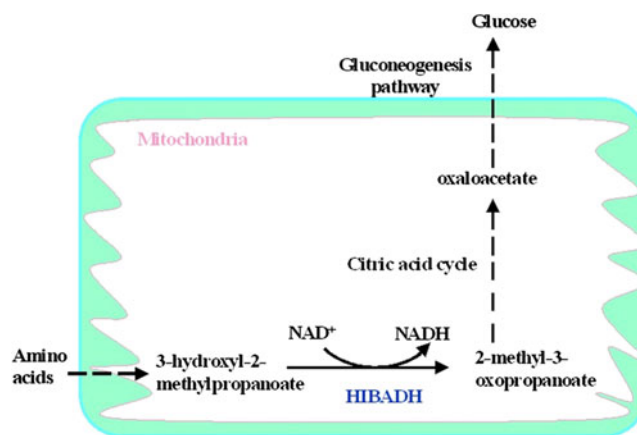 Glucose
Gluconeogenesis
pathway
Mitochondria
oxaloacetate
Citric acid cycle
NAD⁺
NADH
Amino
acids
3-hydroxyl-2-
methylpropanoate
HIBADH
2-methyl-3-
oxopropanoate